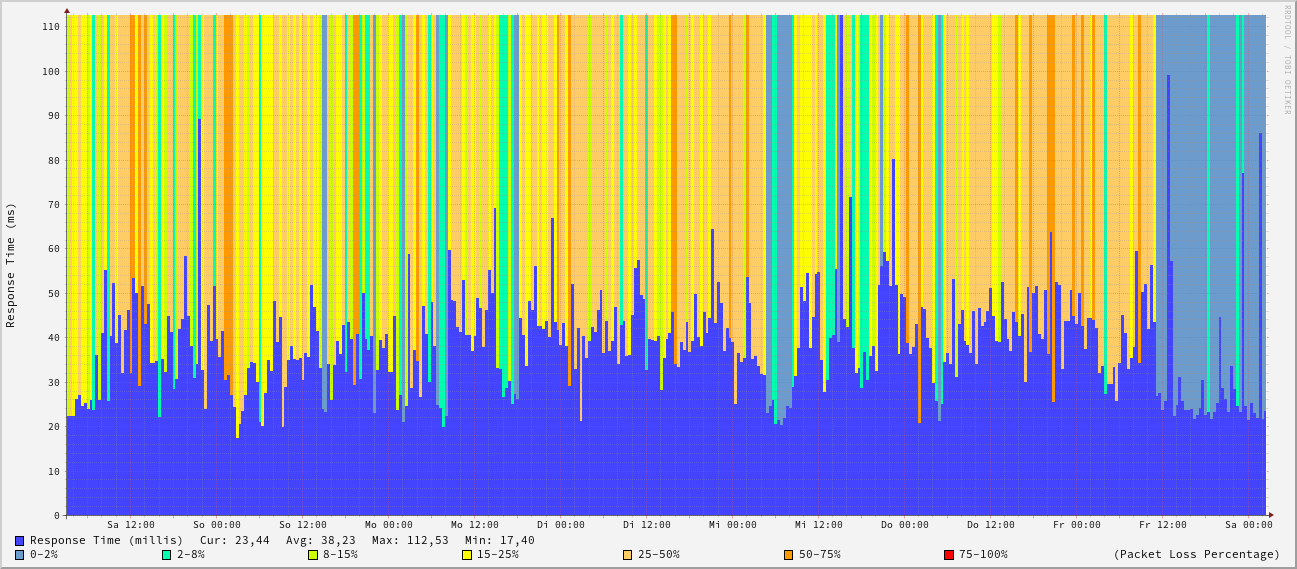 RRDTOOL / TOBI OETIKER
Response Time (ms)
110
100
90
80
70
60
50
40
30
20
10
0
Sa 12:00 So 00:00 So 12:00 Mo 00:00 Mo 12:00 Di 00:00 Di 12:00 Mi 00:00 Mi 12:00 Do 00:00 Do 12:00 Fr 00:00 Fr 12:00 Sa 00:00
Response Time (millis) Cur: 23,44 Avg: 38,23 Max: 112,53 Min: 17,40
0-2% 2-8% 8-15% 15-25% 25-50% 50-75% 75-100% (Packet Loss Percentage)